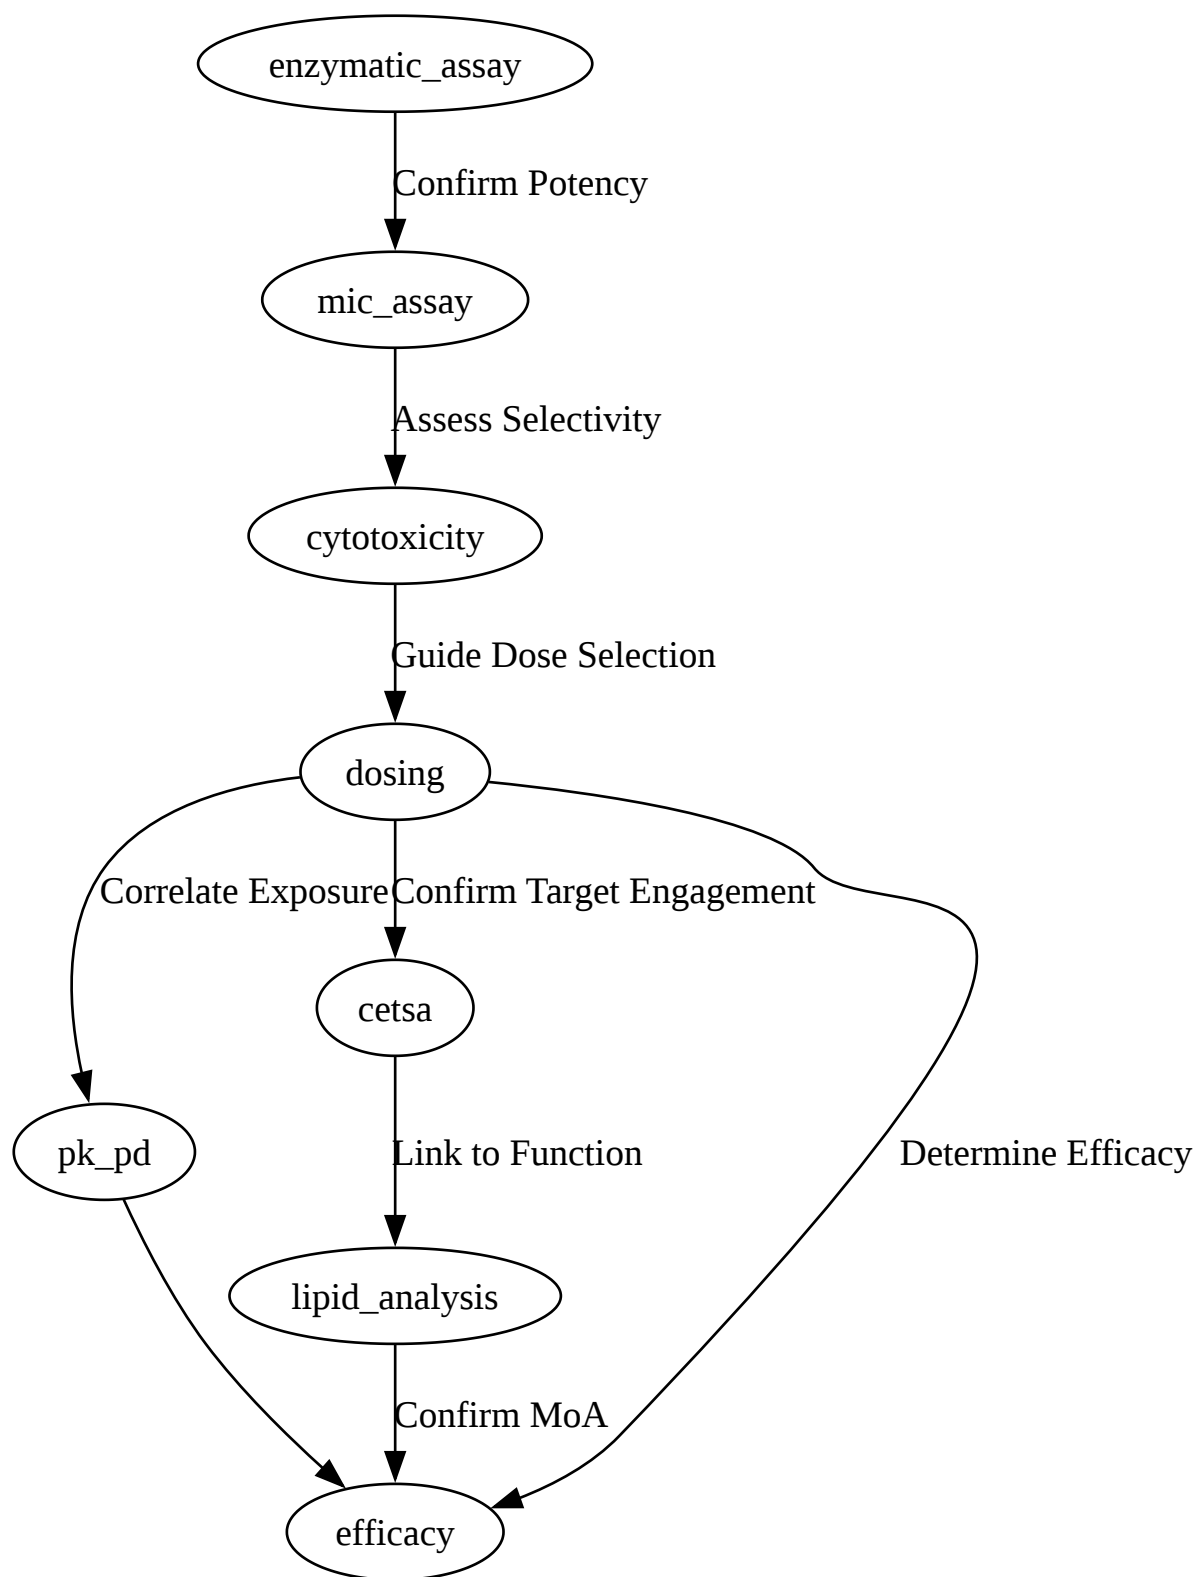 enzymatic_assay
Confirm Potency
mic_assay
Assess Selectivity
cytotoxicity
Guide Dose Selection
dosing
Correlate Exposure
Confirm Target Engagement
cetsa
pk_pd
Link to Function
Determine Efficacy
lipid_analysis
Confirm MoA
efficacy